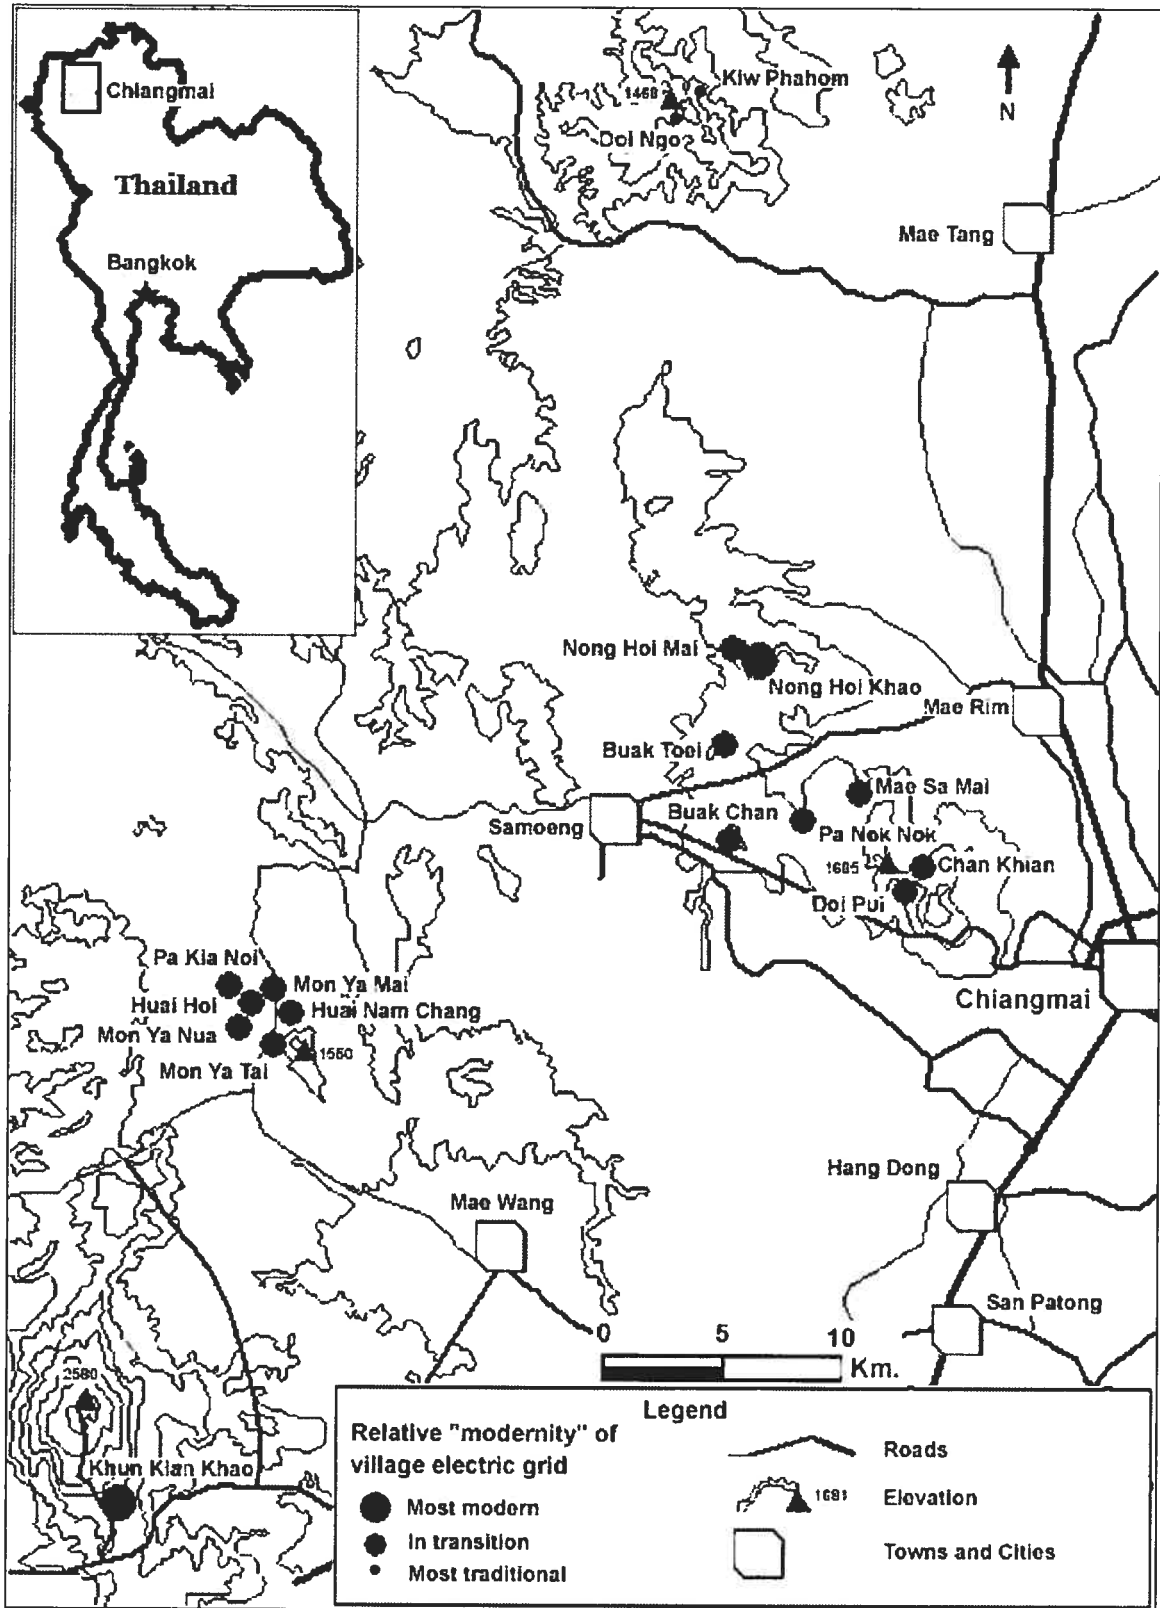 Chiangmai
Thailand
Bangkok
Kiw Phahom
1468
Doi Ngo
N
Mae Tang
Nong Hoi Mai
Nong Hoi Khao
Mae Rim
Buak Toei
Mae Sa Mai
Buak Chan
Samoeng
Pa Nok Nok
1685
Chan Khian
Doi Pui
Pa Kia Noi
Mon Ya Mai
Huai Hoi
Huai Nam Chang
Chiangmai
Mon Ya Nua
1550
Mon Ya Tai
Hang Dong
Mae Wang
San Patong
0 5 10
Km.
2580
Khun Klan Khao
Legend
Relative "modernity" of
village electric grid
Most modern
In transition
Most traditional
Roads
1681
Elevation
Towns and Cities